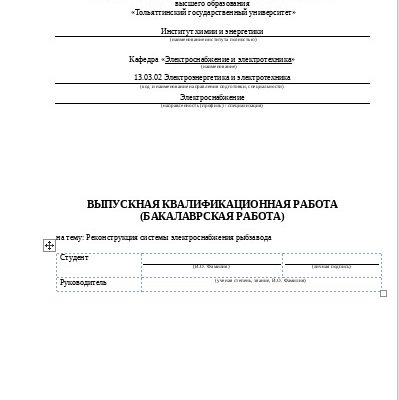 высшего образования
«Тольяттинский государственный университет»
Институт химии и энергетики
(наименование института полностью)
Кафедра «Электроснабжение и электротехника»
(наименование)
13.03.02 Электроэнергетика и электротехника
(код и наименование направления подготовки, специальности)
Электроснабжение
(направленность (профиль) / специализация)
ВЫПУСКНАЯ КВАЛИФИКАЦИОННАЯ РАБОТА
(БАКАЛАВРСКАЯ РАБОТА)
на тему: Реконструкция системы электроснабжения рыбзавода
Студент
(И.О. Фамилия) (личная подпись)
Руководитель
(ученая степень, звание, И.О. Фамилия)